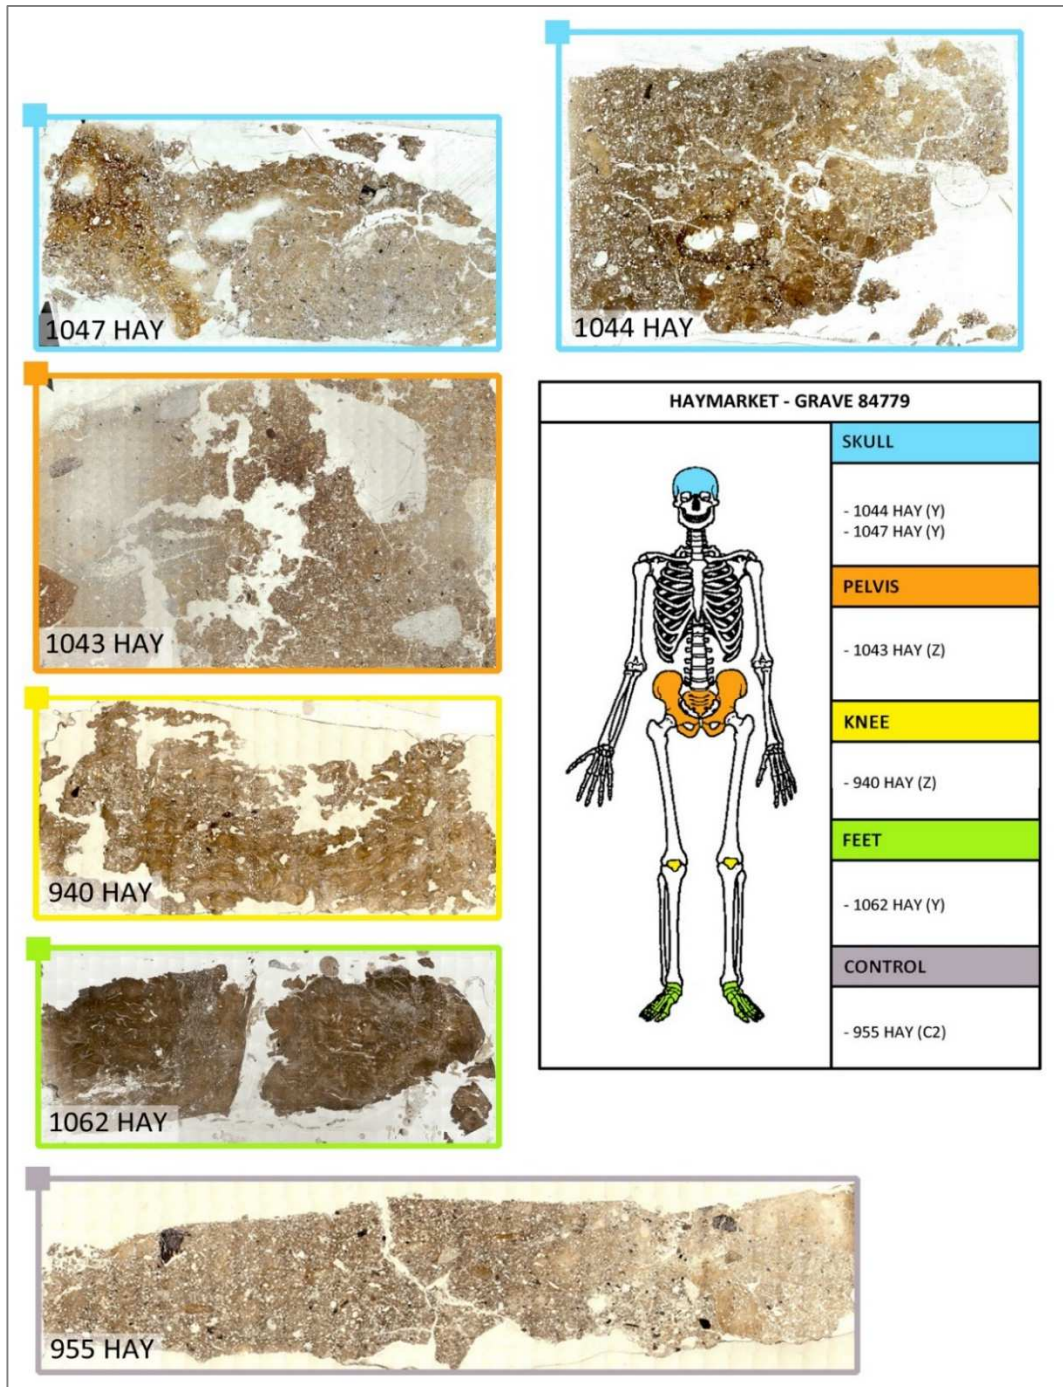 1047 HAY
1044 HAY
1043 HAY
940 HAY
1062 HAY
955 HAY
HAYMARKET - GRAVE 84779
SKULL
- 1044 HAY (Y)
- 1047 HAY (Y)
PELVIS
- 1043 HAY (Z)
KNEE
- 940 HAY (Z)
FEET
- 1062 HAY (Y)
CONTROL
- 955 HAY (C2)